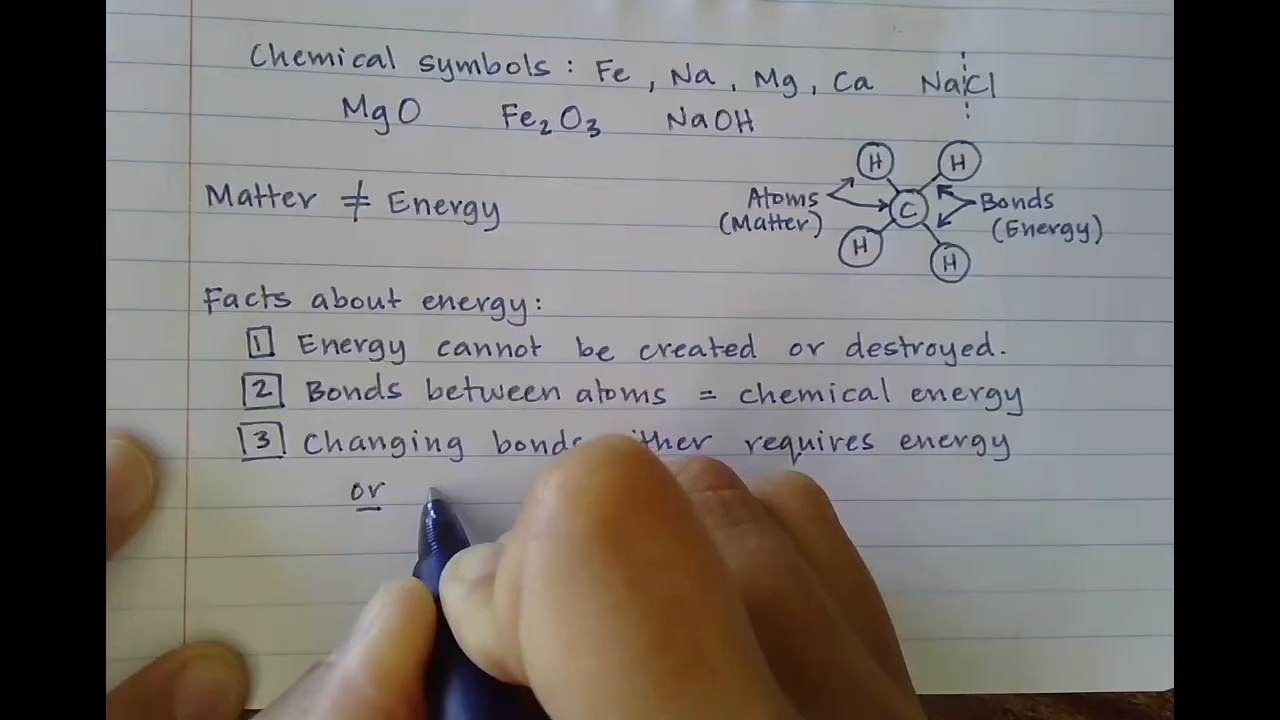 Chemical symbols: Fe, Na, Mg, Ca NaCl
MgO Fe₂O₃ NaOH
H H
Matter ≠ Energy
Atoms
(Matter)
C
Bonds
(Energy)
H H
Facts about energy:
1 Energy cannot be created or destroyed.
2 Bonds between atoms = chemical energy
3 Changing requires energy
or